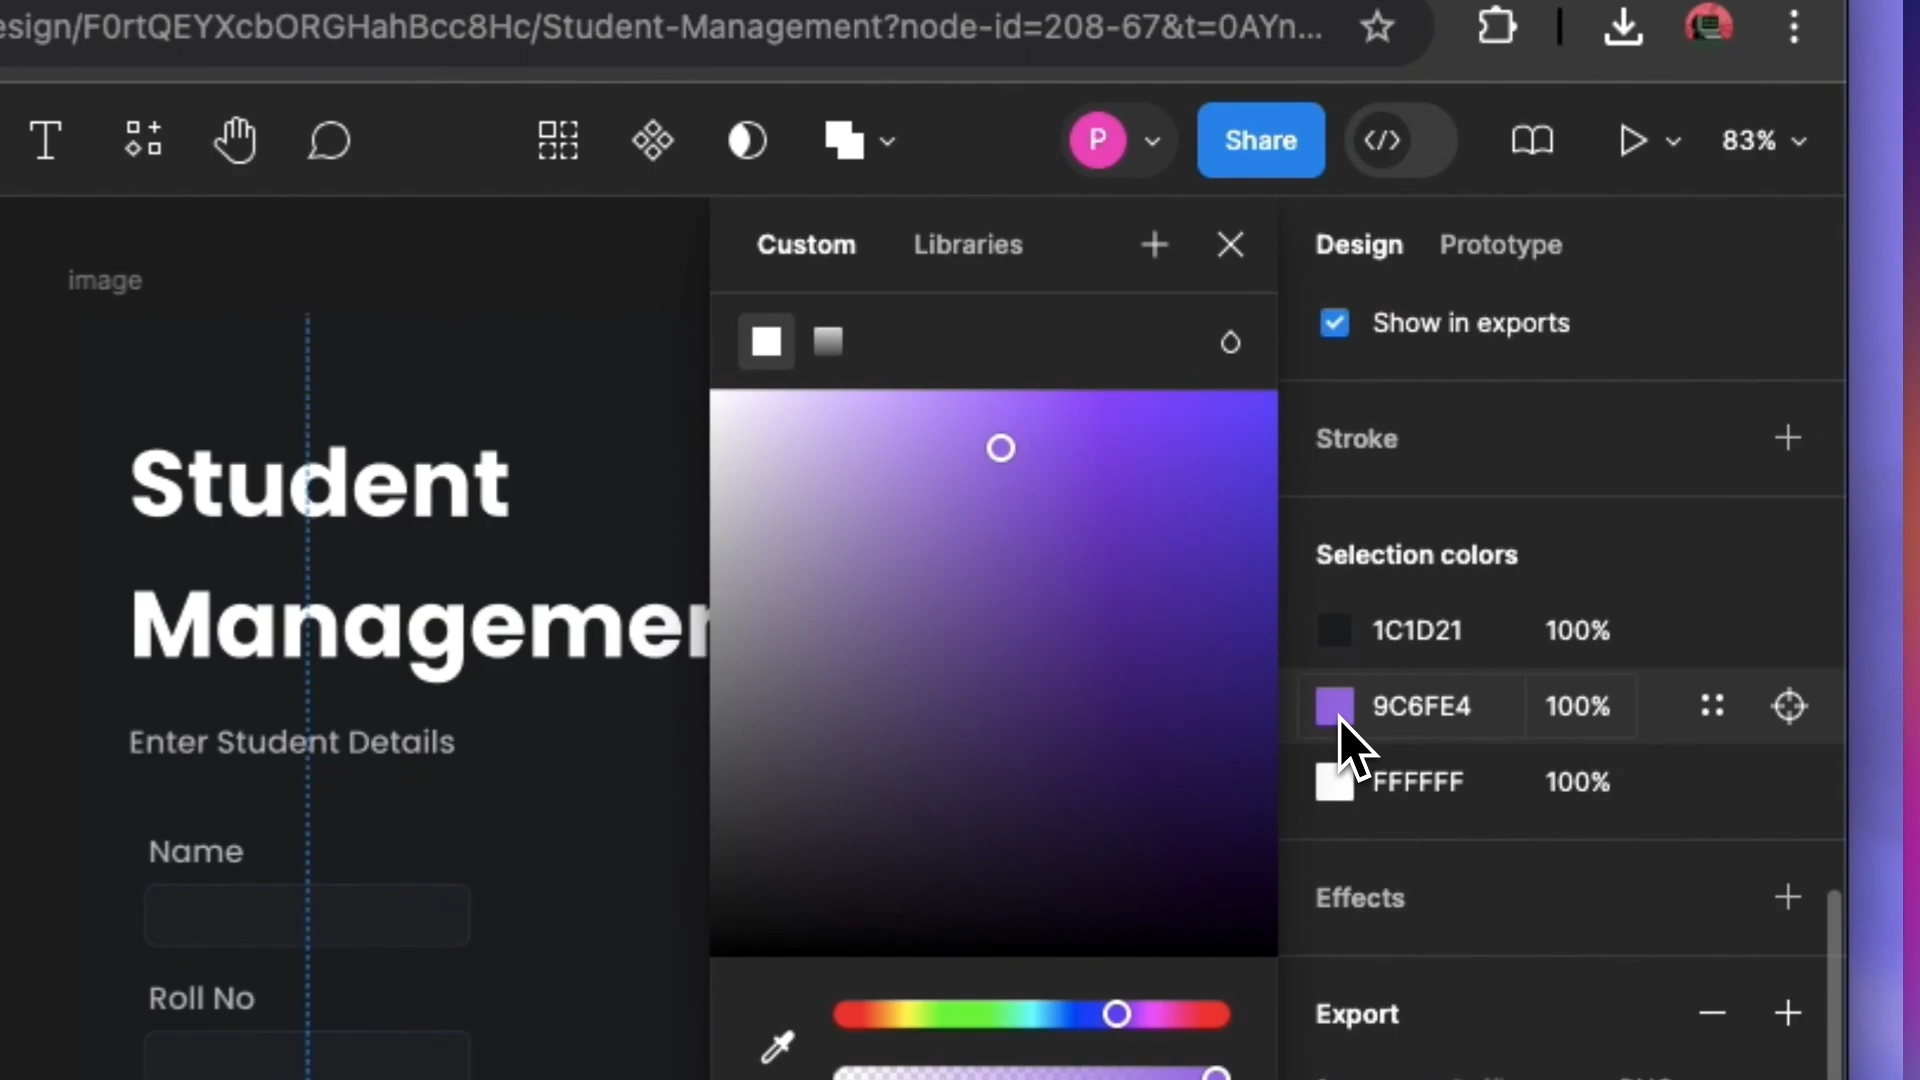 esign/F0rtQEYXcbORGHahBcc8Hc/Student-Management?node-id=208-67&t=0AYn...
T
P
Share
</>
83%
Custom
Libraries
Design
Prototype
image
Show in exports
Student
Stroke
Selection colors
Managemen
1C1D21 100%
9C6FE4 100%
Enter Student Details
FFFFFF 100%
Name
Effects
Roll No
Export